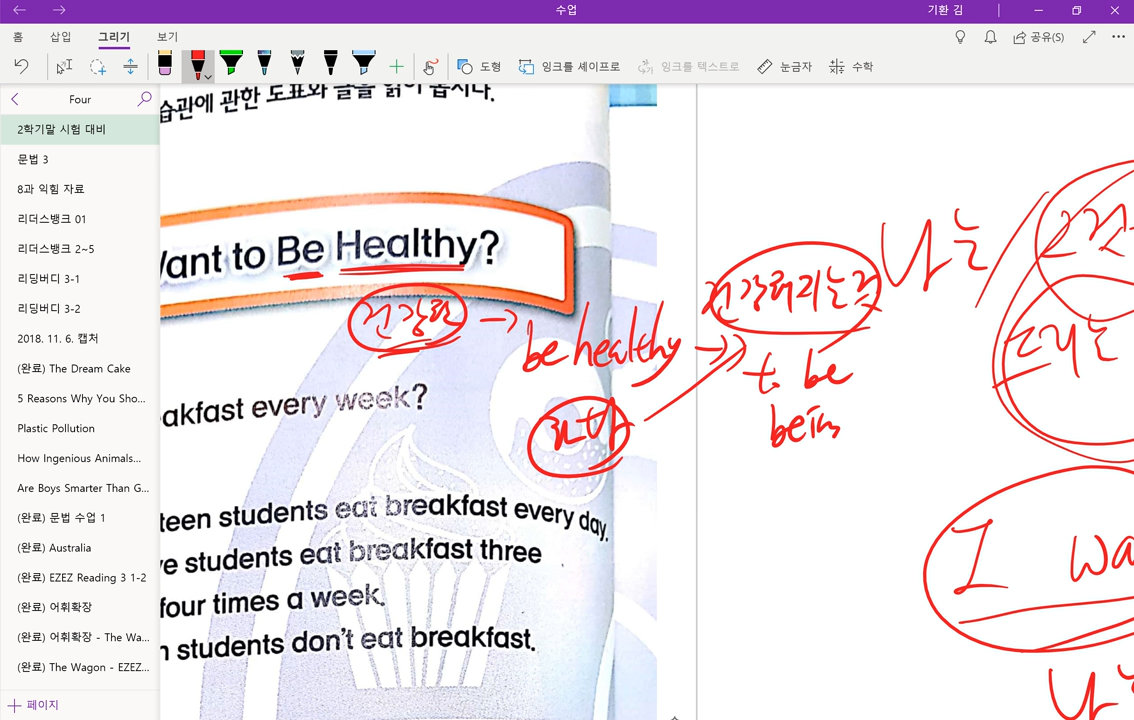 수업
기환 김
홈
삽입
그리기
보기
공유(S)
도형
잉크를 셰이프로
잉크를 텍스트로
눈금자
수학
Four
2학기말 시험 대비
문법 3
8과 익힘 자료
리더스뱅크 01
리더스뱅크 2~5
리딩버디 3-1
리딩버디 3-2
2018. 11. 6. 캡처
(완료) The Dream Cake
5 Reasons Why You Sho...
Plastic Pollution
How Ingenious Animals...
Are Boys Smarter Than G...
(완료) 문법 수업 1
(완료) Australia
(완료) EZEZ Reading 3 1-2
(완료) 어휘확장
(완료) 어휘확장 - The Wa...
(완료) The Wagon - EZEZ...
페이지
습관에 관한 도표와 글을 읽어 봅시다.
Want to Be Healthy?
건강한
be healthy
건강해지는 것
to be
being
나는
eakfast every week?
teen students eat breakfast every day.
ve students eat breakfast three
four times a week.
n students don't eat breakfast.
I wa